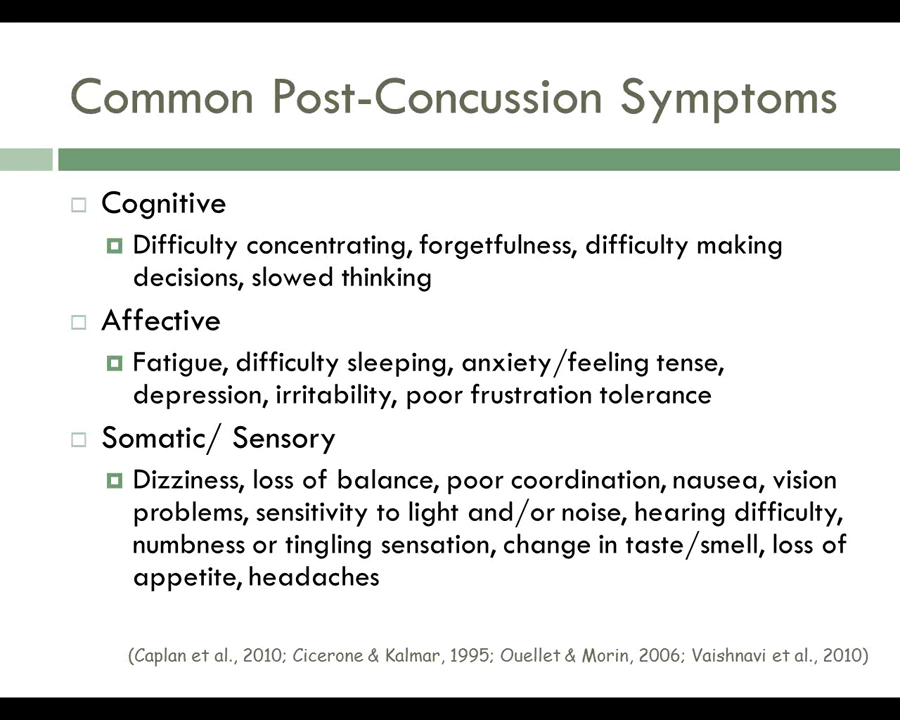 Common Post-Concussion Symptoms
Cognitive
Difficulty concentrating, forgetfulness, difficulty making
decisions, slowed thinking
Affective
Fatigue, difficulty sleeping, anxiety/feeling tense,
depression, irritability, poor frustration tolerance
Somatic/ Sensory
Dizziness, loss of balance, poor coordination, nausea, vision
problems, sensitivity to light and/or noise, hearing difficulty,
numbness or tingling sensation, change in taste/smell, loss of
appetite, headaches
(Caplan et al., 2010; Cicerone & Kalmar, 1995; Ouellet & Morin, 2006; Vaishnavi et al., 2010)